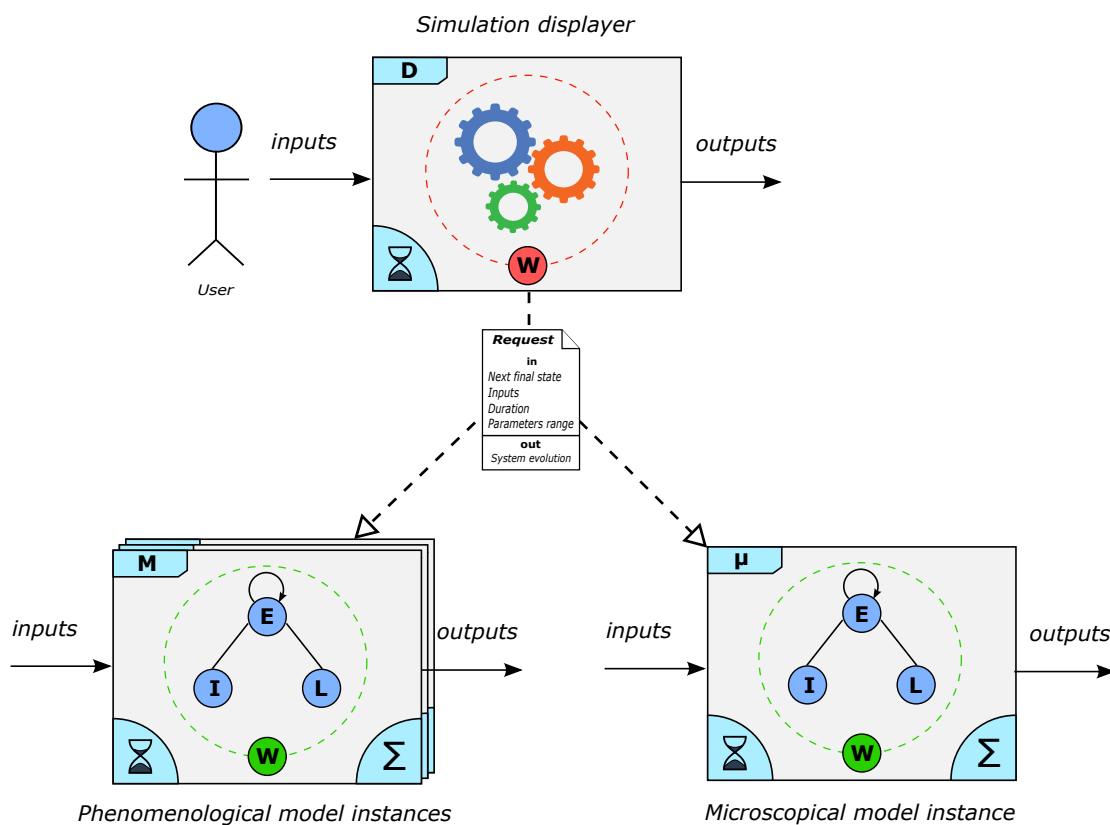 Simulation displayer
D
inputs
outputs
W
User
Request
in
Next final state
Inputs
Duration
Parameters range
out
System evolution
M
E
I
L
W
Σ
inputs
outputs
Phenomenological model instances
µ
E
I
L
W
Σ
inputs
outputs
Microscopical model instance